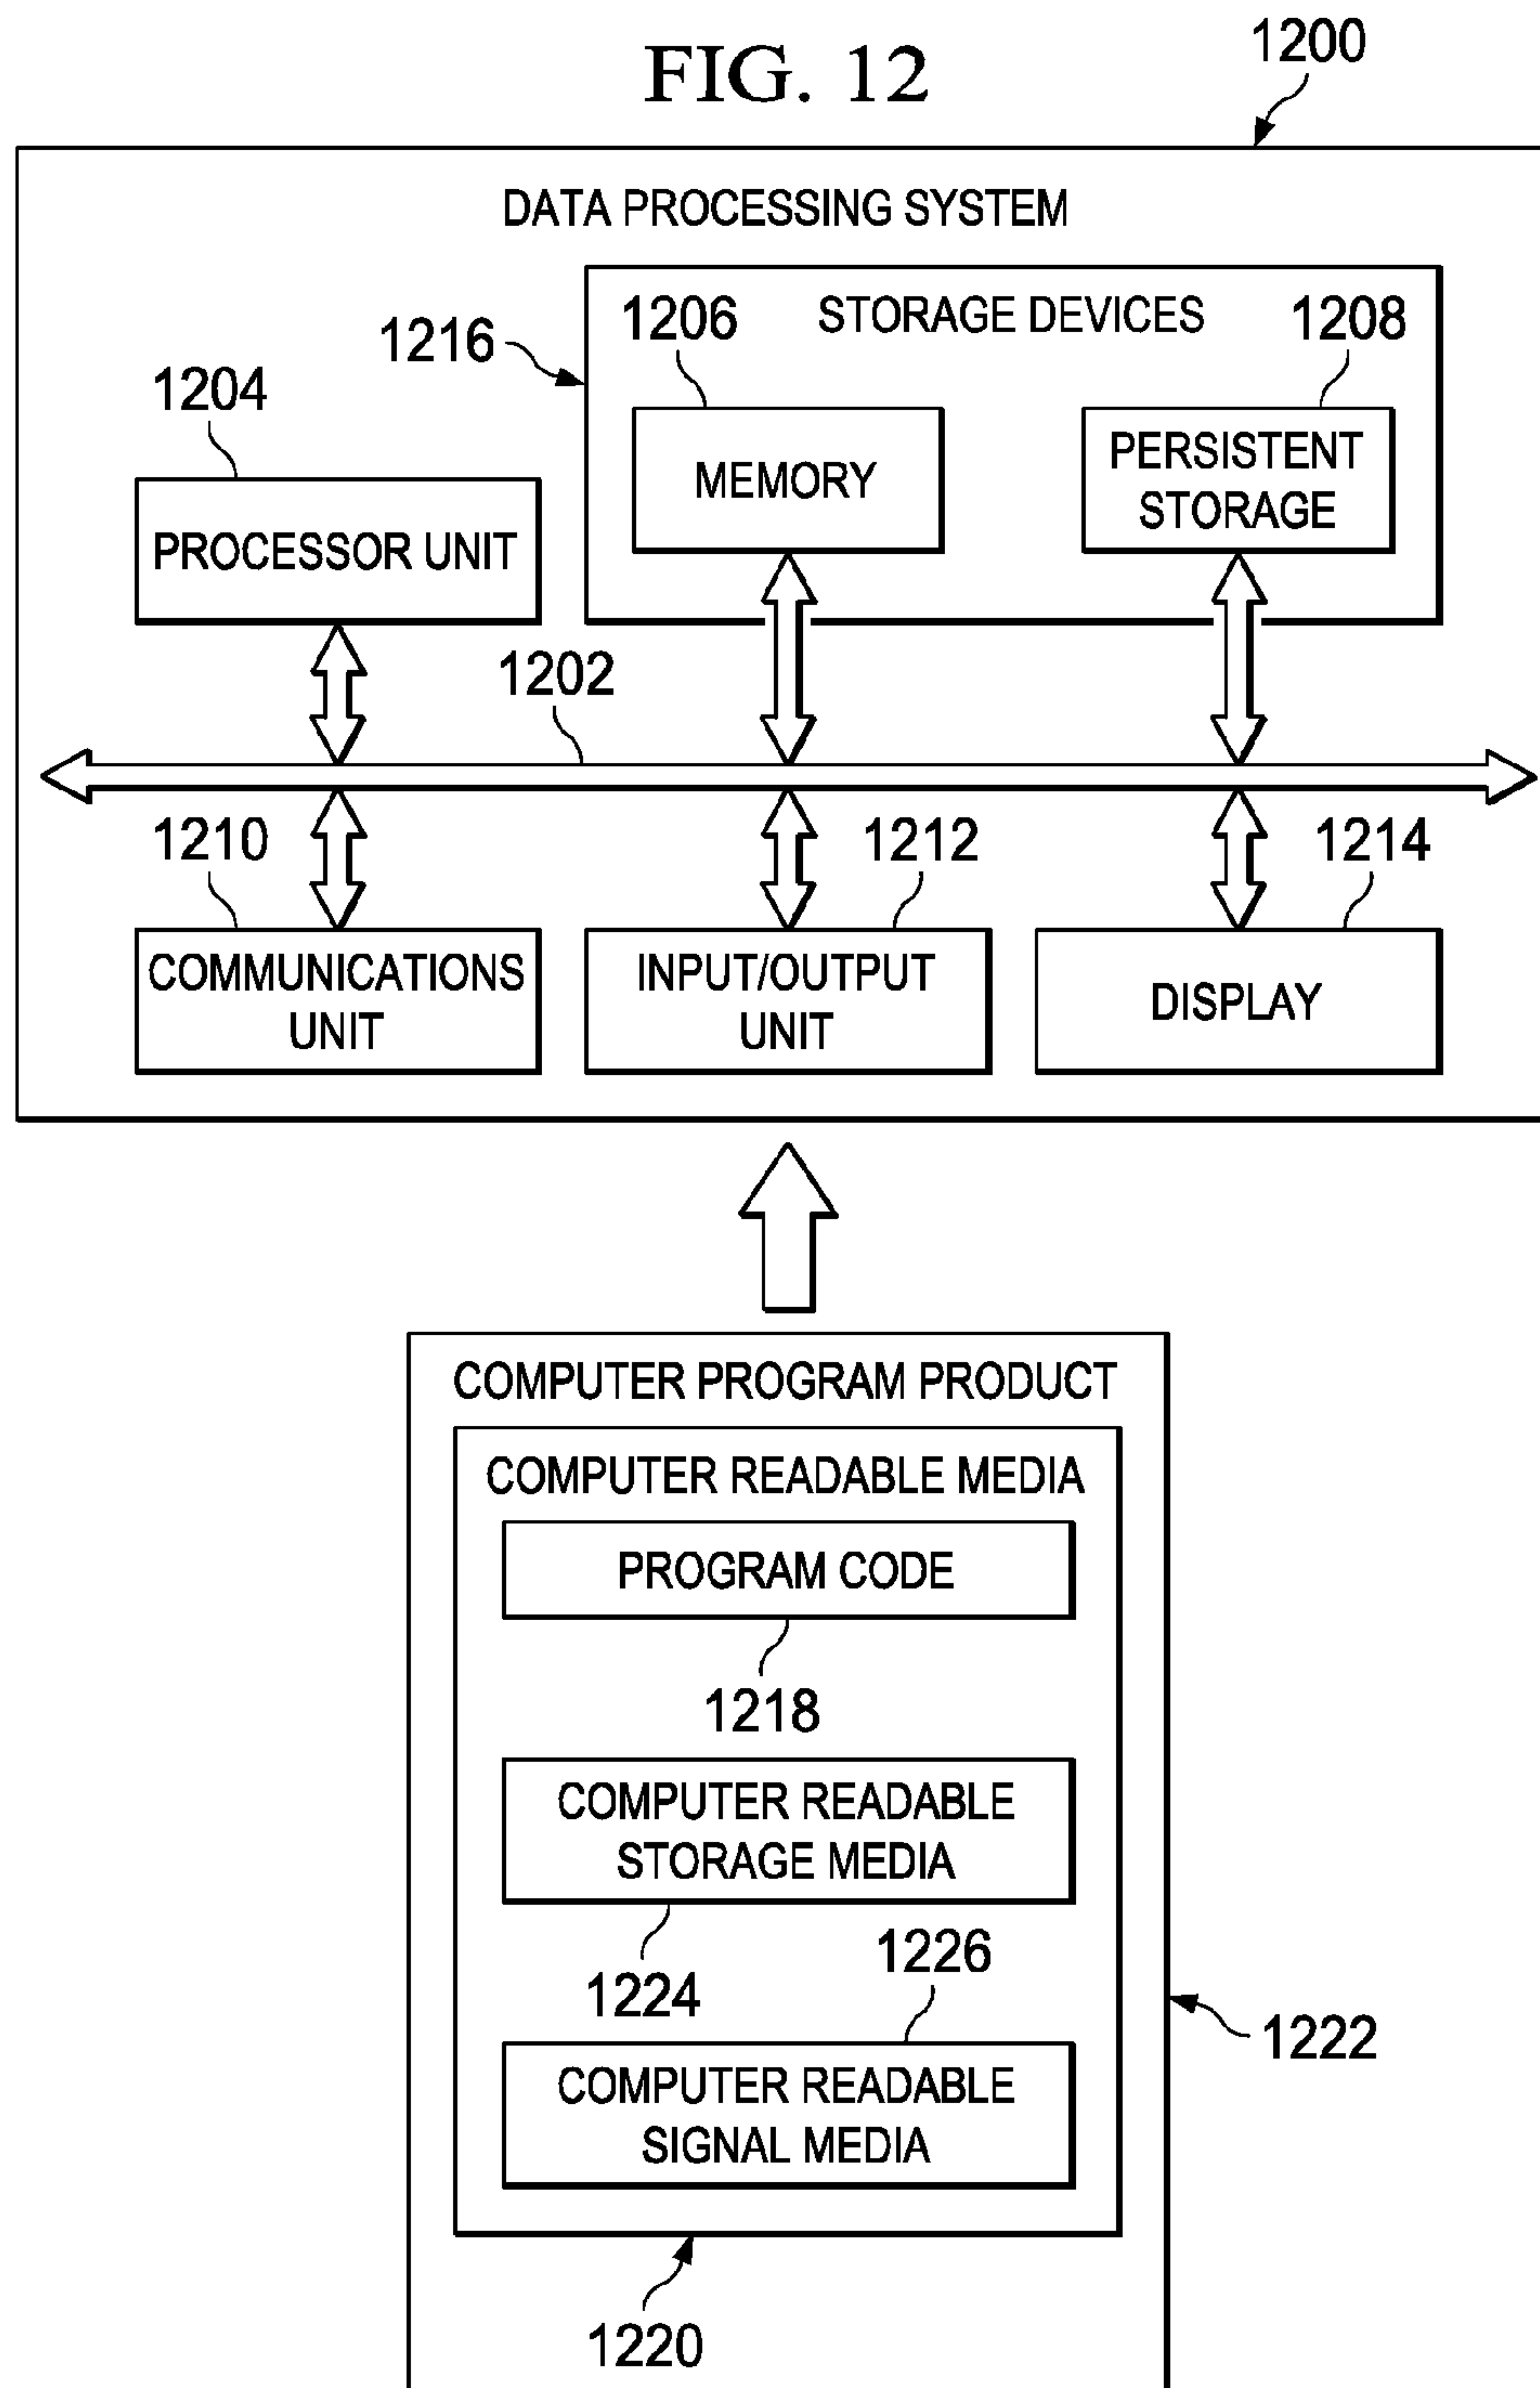 FIG. 12
1200
DATA PROCESSING SYSTEM
1216
1206
STORAGE DEVICES
1208
1204
MEMORY
PERSISTENT
STORAGE
PROCESSOR UNIT
1202
1210
1212
1214
COMMUNICATIONS
UNIT
INPUT/OUTPUT
UNIT
DISPLAY
COMPUTER PROGRAM PRODUCT
COMPUTER READABLE MEDIA
PROGRAM CODE
1218
COMPUTER READABLE
STORAGE MEDIA
1224
1226
COMPUTER READABLE
SIGNAL MEDIA
1222
1220